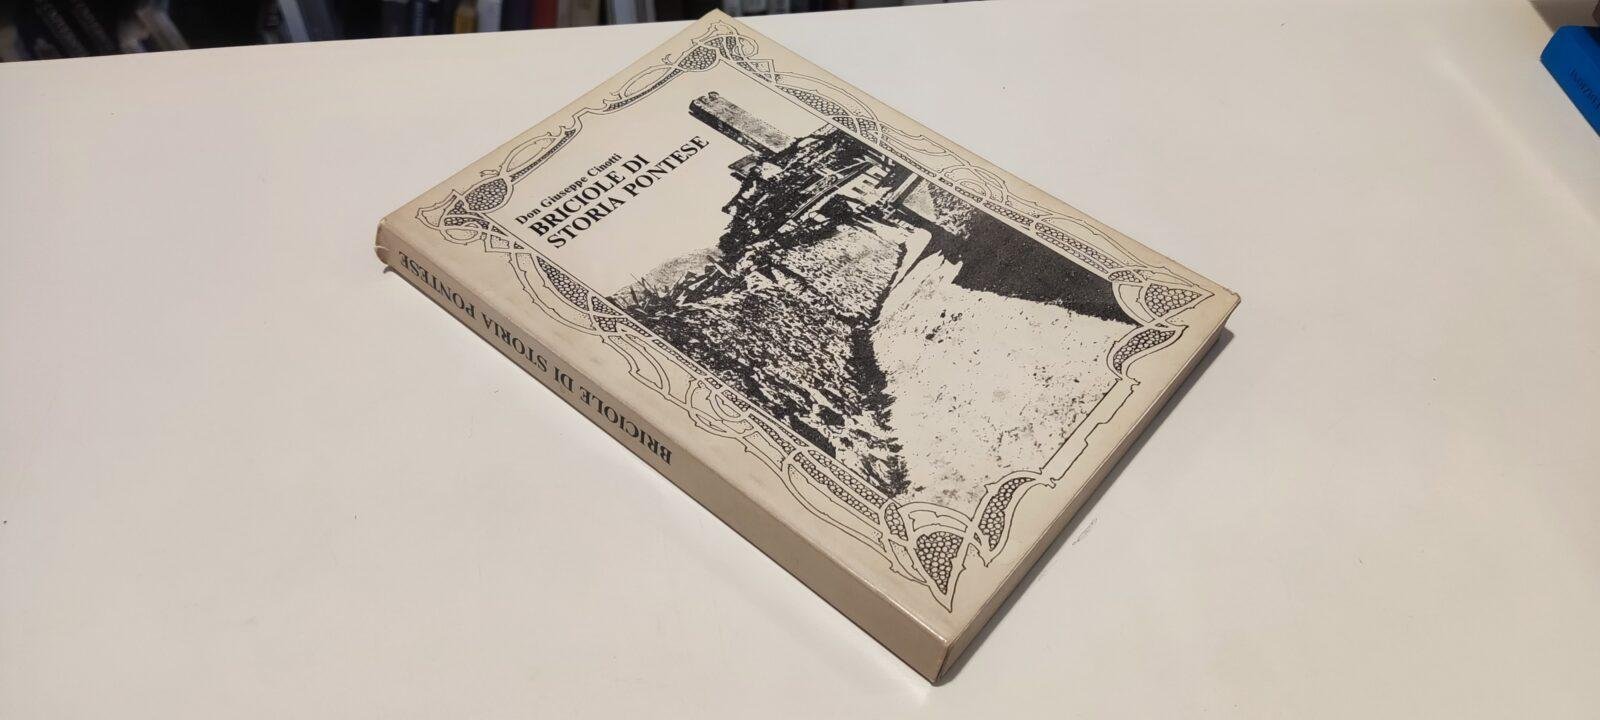 Don Giuseppe Cinotti
BRICIOLE DI
STORIA PONTESE
BRICIOLE DI STORIA PONTESE